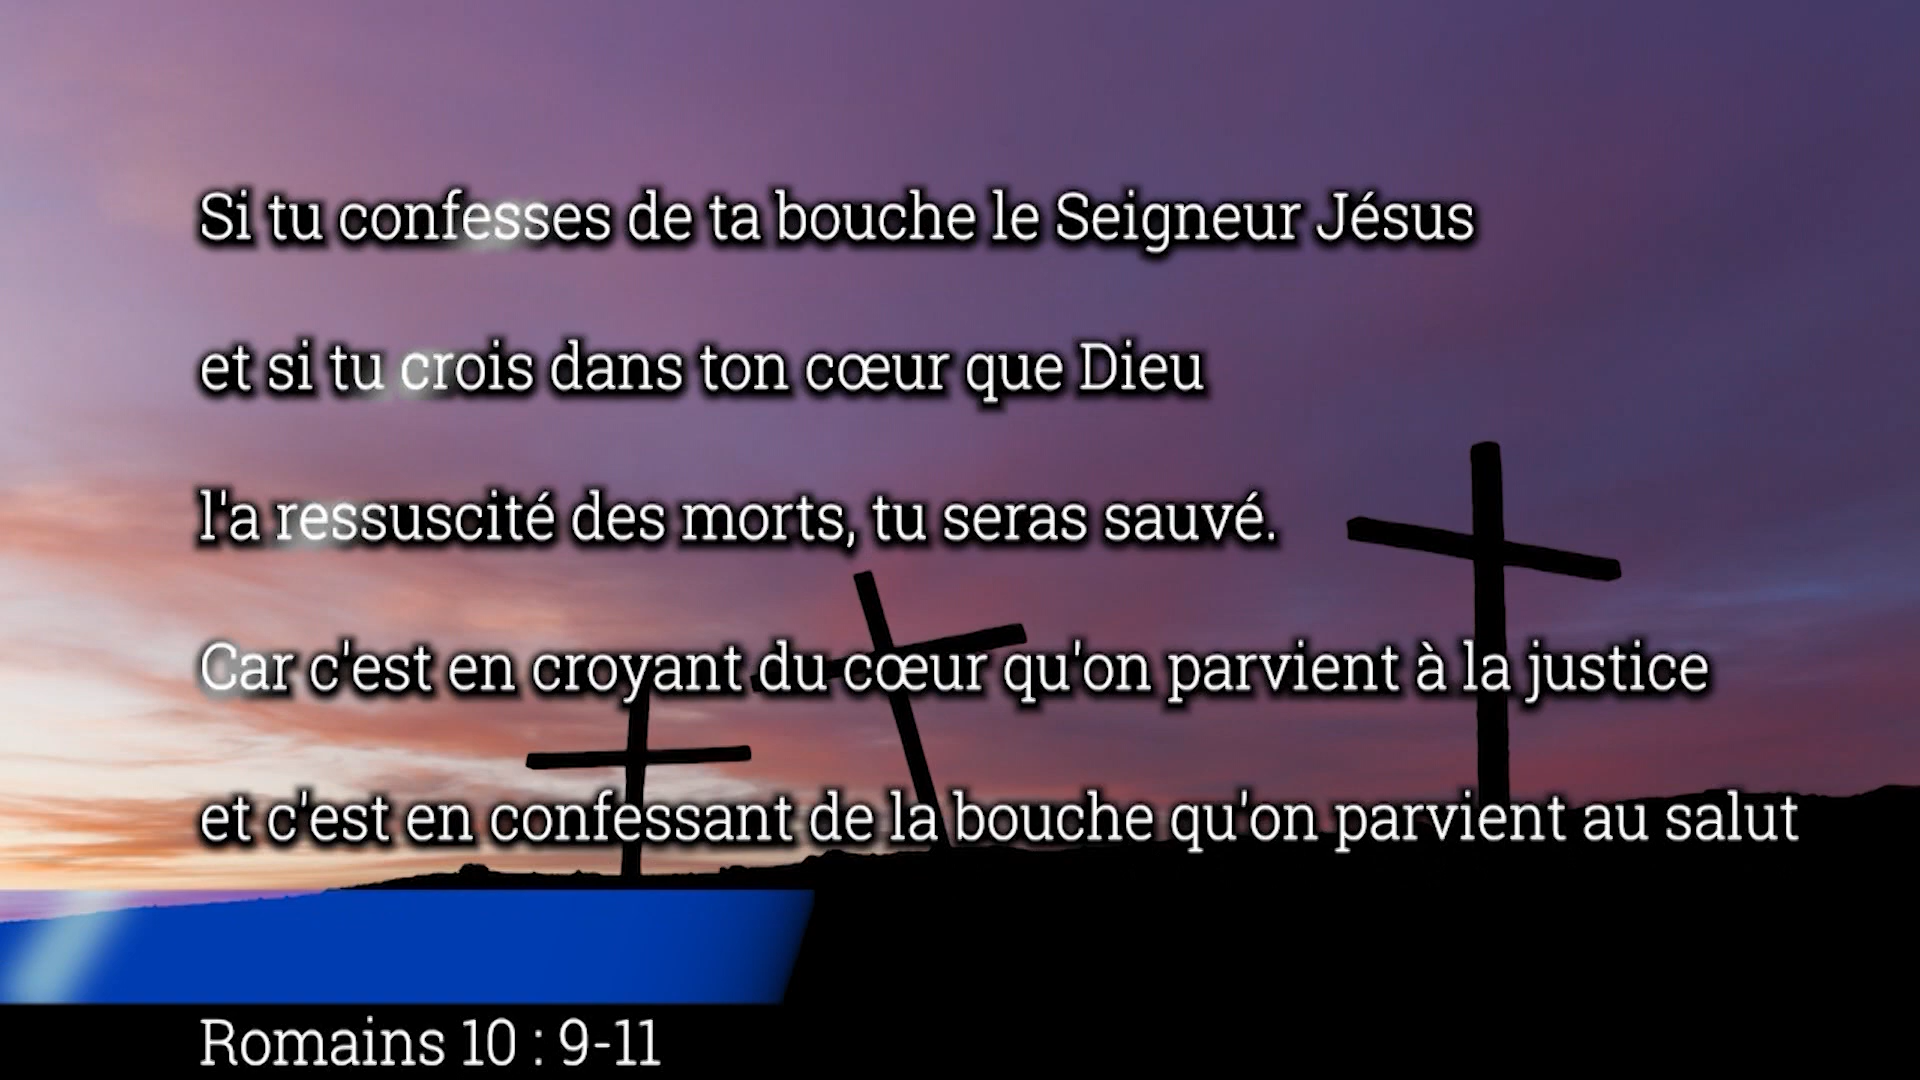 Si tu confesses de ta bouche le Seigneur Jésus
et si tu crois dans ton cœur que Dieu
l'a ressuscité des morts, tu seras sauvé.
Car c'est en croyant du cœur qu'on parvient à la justice
et c'est en confessant de la bouche qu'on parvient au salut
Romains 10 : 9-11